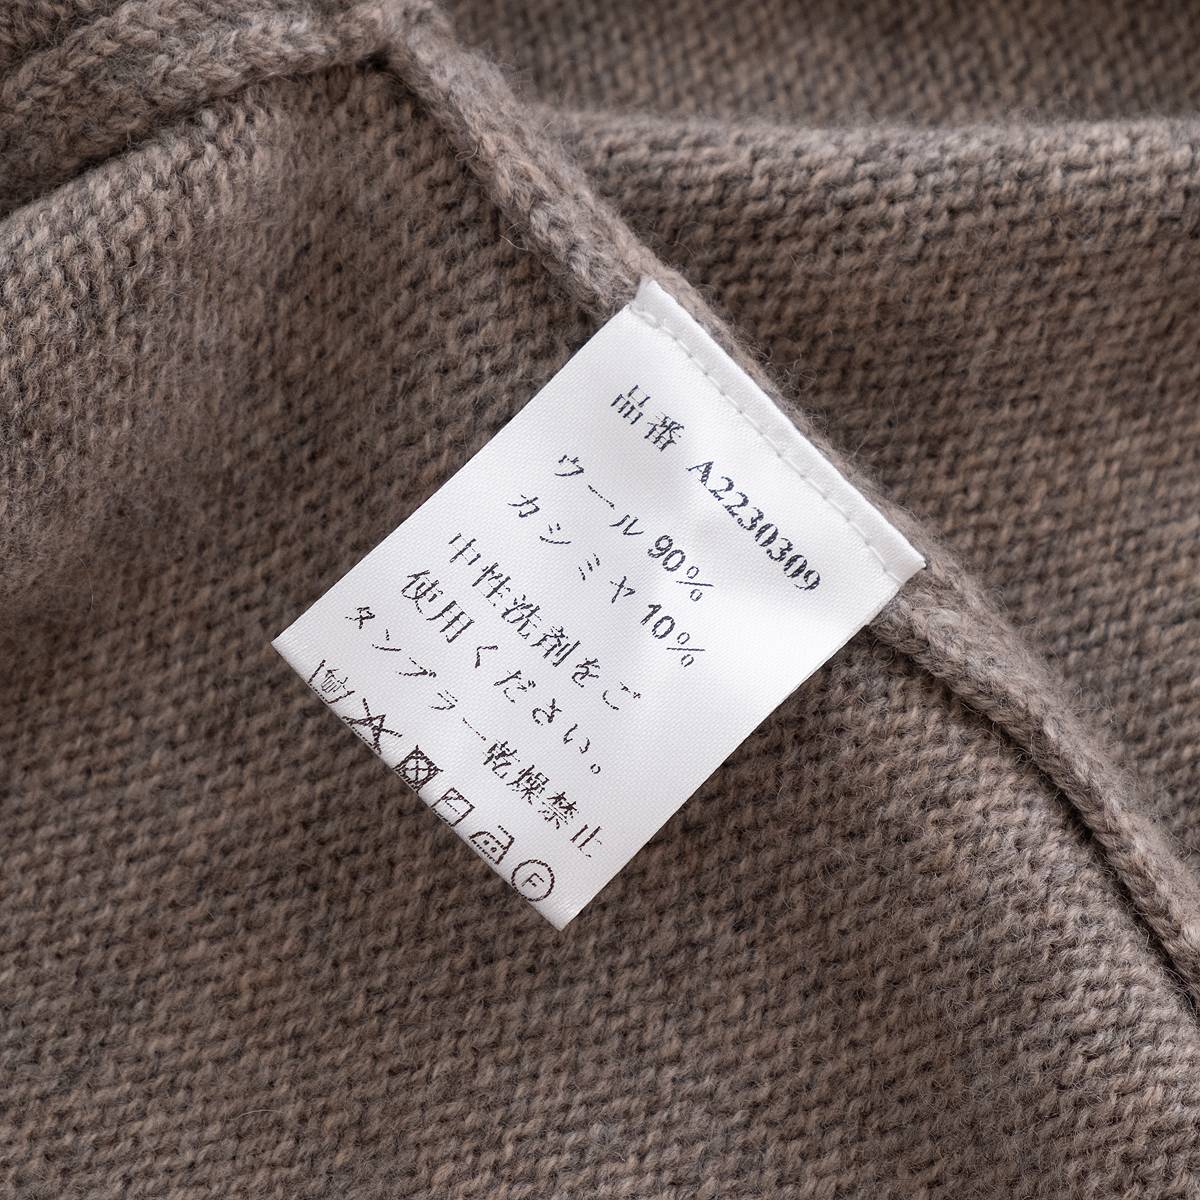 品番 A2230309
ウール 90%
カシミヤ 10%
中性洗剤をご
使用ください。
タンブラー乾燥禁止
F